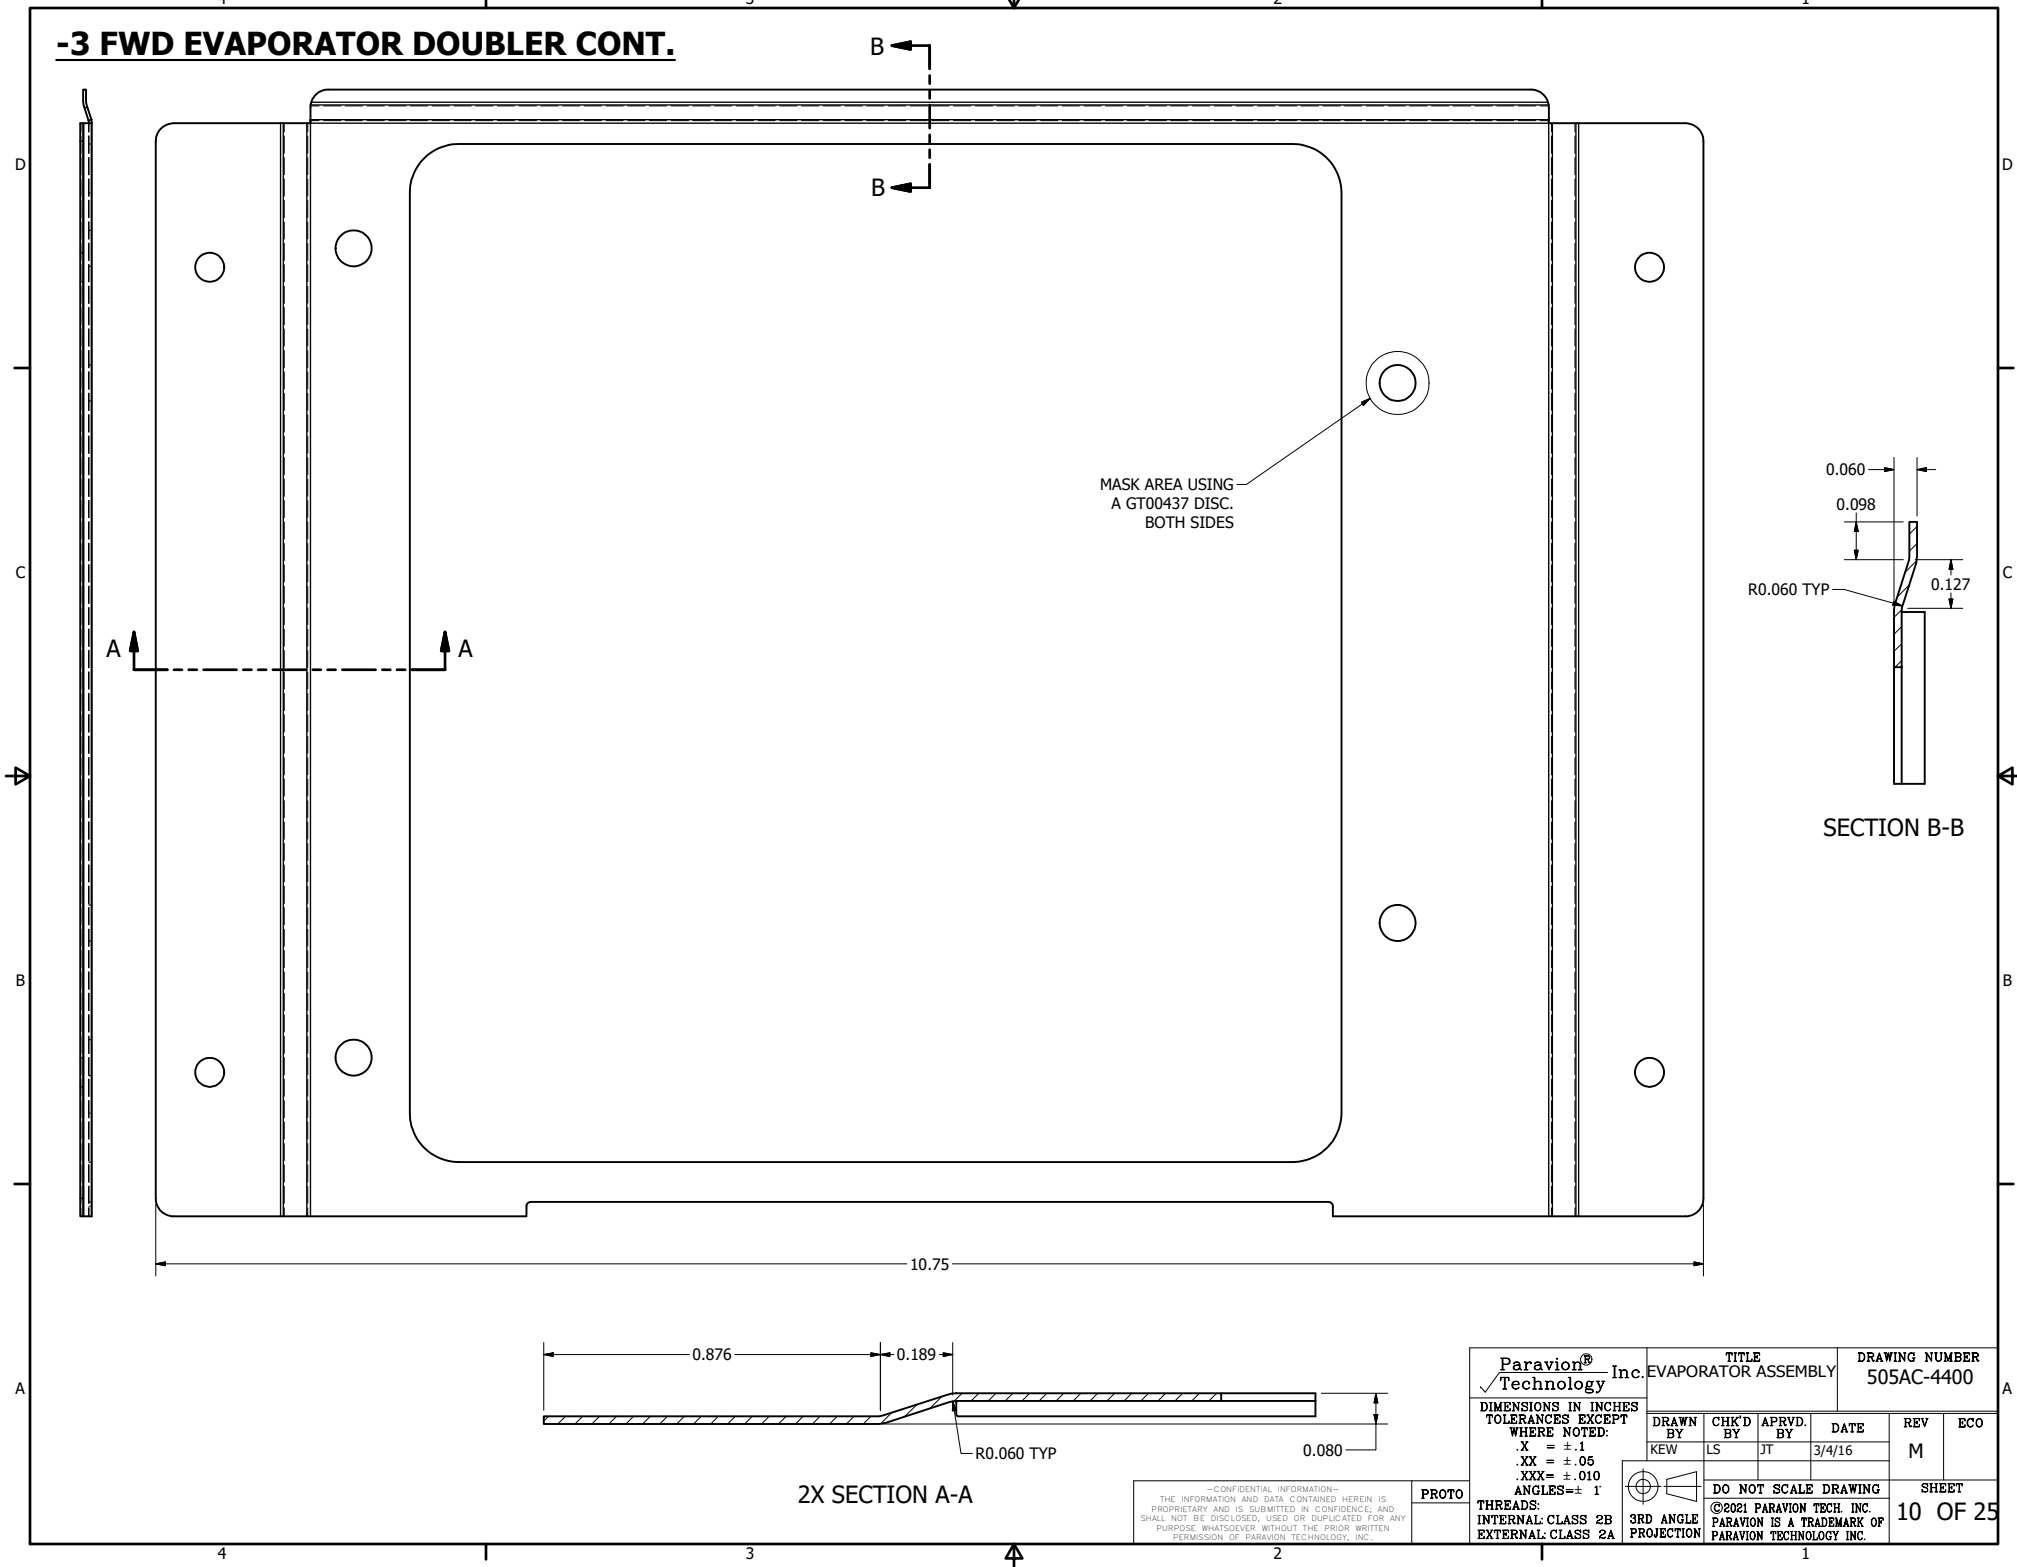 4
3
2
1
-3 FWD EVAPORATOR DOUBLER CONT.
B
B
D
D
MASK AREA USING
A GT00437 DISC.
BOTH SIDES
0.060
0.098
R0.060 TYP
0.127
C
C
A
A
SECTION B-B
B
B
10.75
0.876
0.189
R0.060 TYP
0.080
2X SECTION A-A
A
A
Paravion® Technology Inc.
TITLE
EVAPORATOR ASSEMBLY
DRAWING NUMBER
505AC-4400
DIMENSIONS IN INCHES
TOLERANCES EXCEPT
WHERE NOTED:
.X = ±.1
.XX = ±.05
.XXX= ±.010
ANGLES=± 1°
THREADS:
INTERNAL: CLASS 2B
EXTERNAL: CLASS 2A
DRAWN BY
CHK'D BY
APRVD. BY
DATE
REV
ECO
KEW
LS
JT
3/4/16
M
3RD ANGLE
PROJECTION
DO NOT SCALE DRAWING
©2021 PARAVION TECH. INC.
PARAVION IS A TRADEMARK OF
PARAVION TECHNOLOGY INC.
SHEET
10 OF 25
PROTO
-CONFIDENTIAL INFORMATION-
THE INFORMATION AND DATA CONTAINED HEREIN IS
PROPRIETARY AND IS SUBMITTED IN CONFIDENCE; AND
SHALL NOT BE DISCLOSED, USED OR DUPLICATED FOR ANY
PURPOSE WHATSOEVER WITHOUT THE PRIOR WRITTEN
PERMISSION OF PARAVION TECHNOLOGY, INC.
4
3
2
1